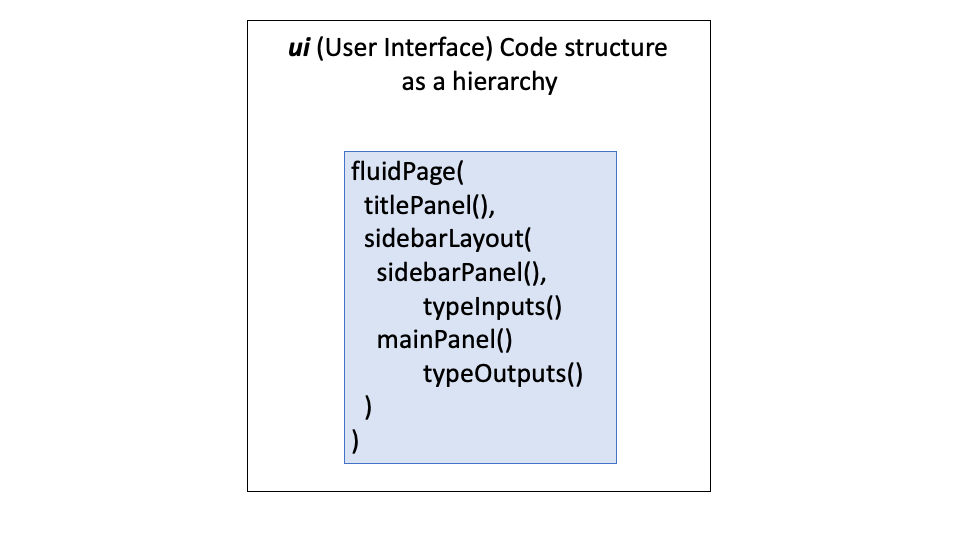 ui (User Interface) Code structure
as a hierarchy
fluidPage(
titlePanel(),
sidebarLayout(
sidebarPanel(),
typeInputs()
mainPanel()
typeOutputs()
)
)